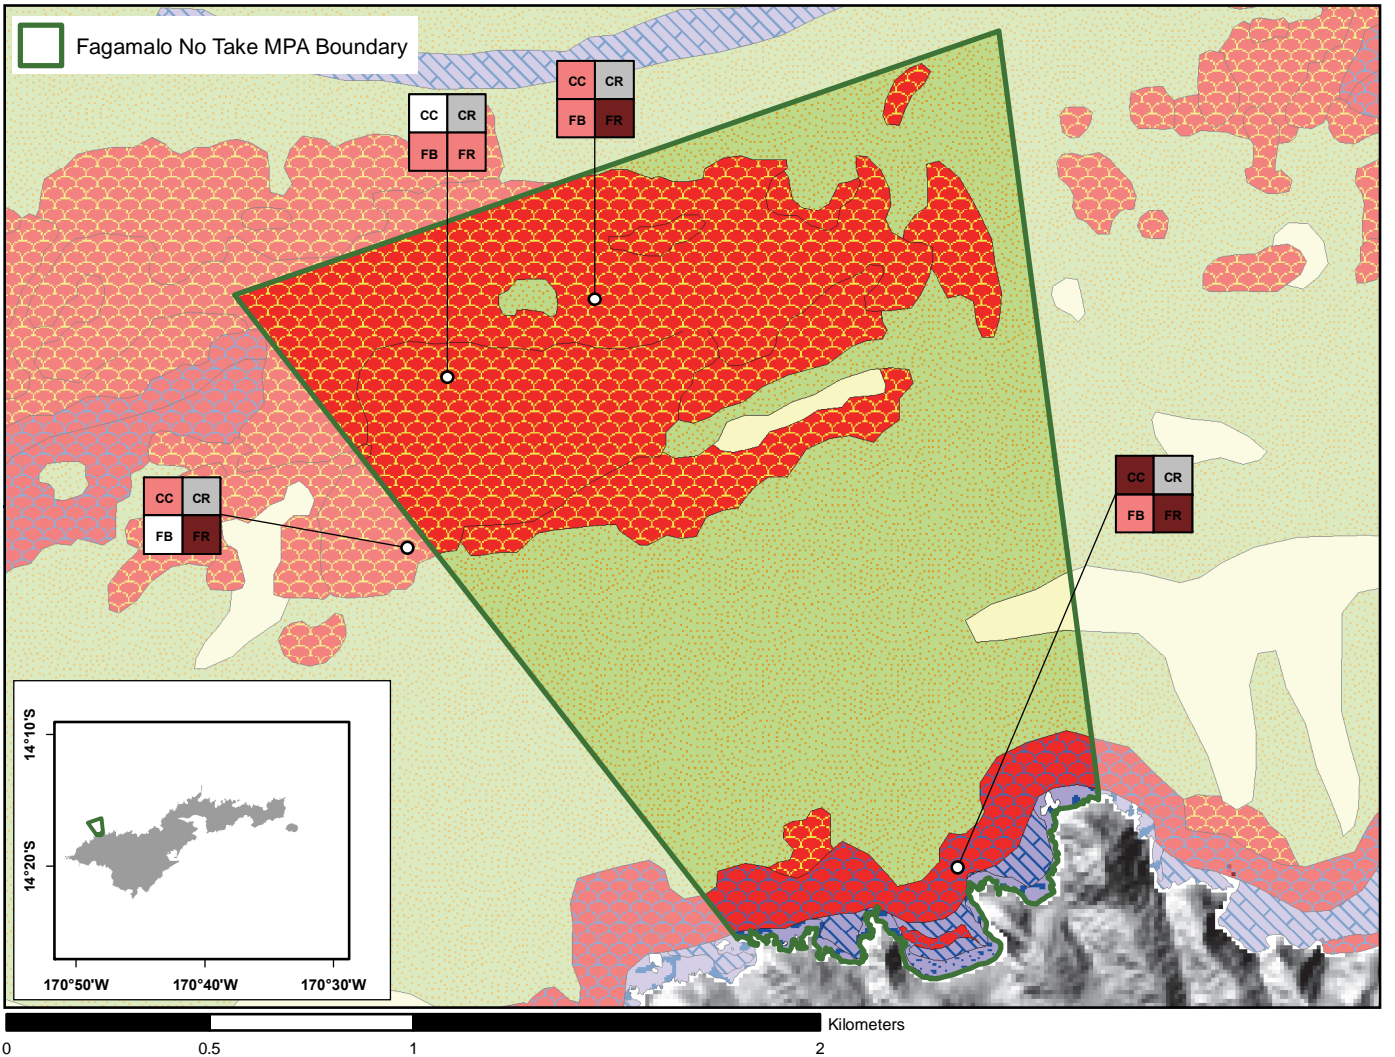 Fagamalo No Take MPA Boundary
CC CR
FB FR
CC CR
FB FR
CC CR
FB FR
CC CR
FB FR
14°10'S
14°20'S
170°50'W 170°40'W 170°30'W
Kilometers
0 0.5 1 2